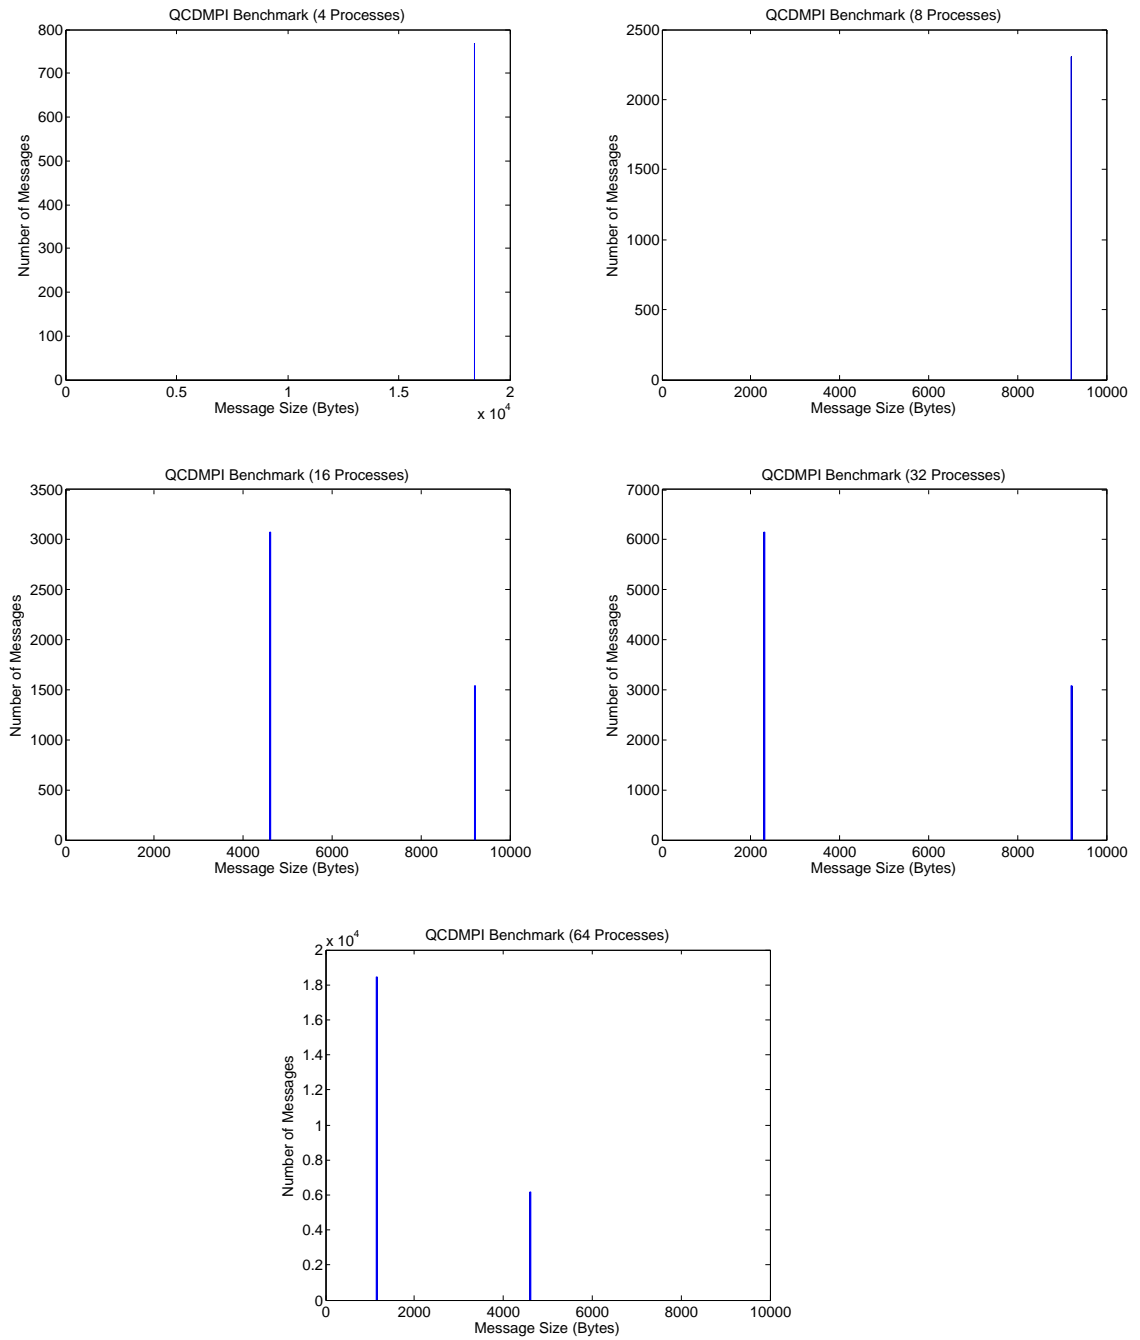 QCDMPI Benchmark (4 Processes)
800
700
600
500
400
300
200
100
0
Number of Messages
0 0.5 1 1.5 2
Message Size (Bytes)
x 10^4
QCDMPI Benchmark (8 Processes)
2500
2000
1500
1000
500
0
Number of Messages
0 2000 4000 6000 8000 10000
Message Size (Bytes)
QCDMPI Benchmark (16 Processes)
3500
3000
2500
2000
1500
1000
500
0
Number of Messages
0 2000 4000 6000 8000 10000
Message Size (Bytes)
QCDMPI Benchmark (32 Processes)
7000
6000
5000
4000
3000
2000
1000
0
Number of Messages
0 2000 4000 6000 8000 10000
Message Size (Bytes)
QCDMPI Benchmark (64 Processes)
x 10^4
2
1.8
1.6
1.4
1.2
1
0.8
0.6
0.4
0.2
0
Number of Messages
0 2000 4000 6000 8000 10000
Message Size (Bytes)